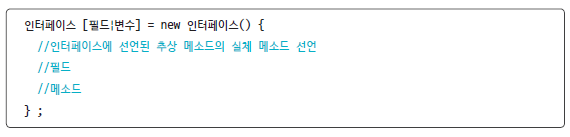 인터페이스 [필드|변수] = new 인터페이스() {
//인터페이스에 선언된 추상 메소드의 실체 메소드 선언
//필드
//메소드
} ;